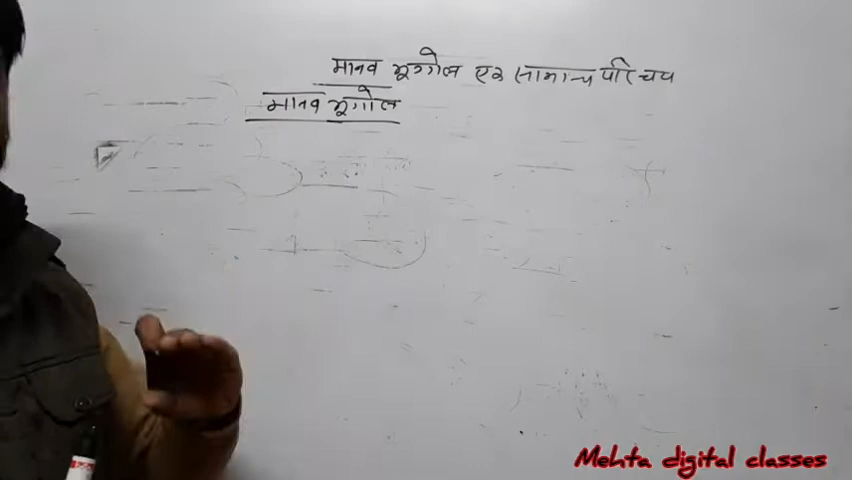 मानव भूगोल एक सामान्य परिचय
मानव भूगोल
Mehta digital classes